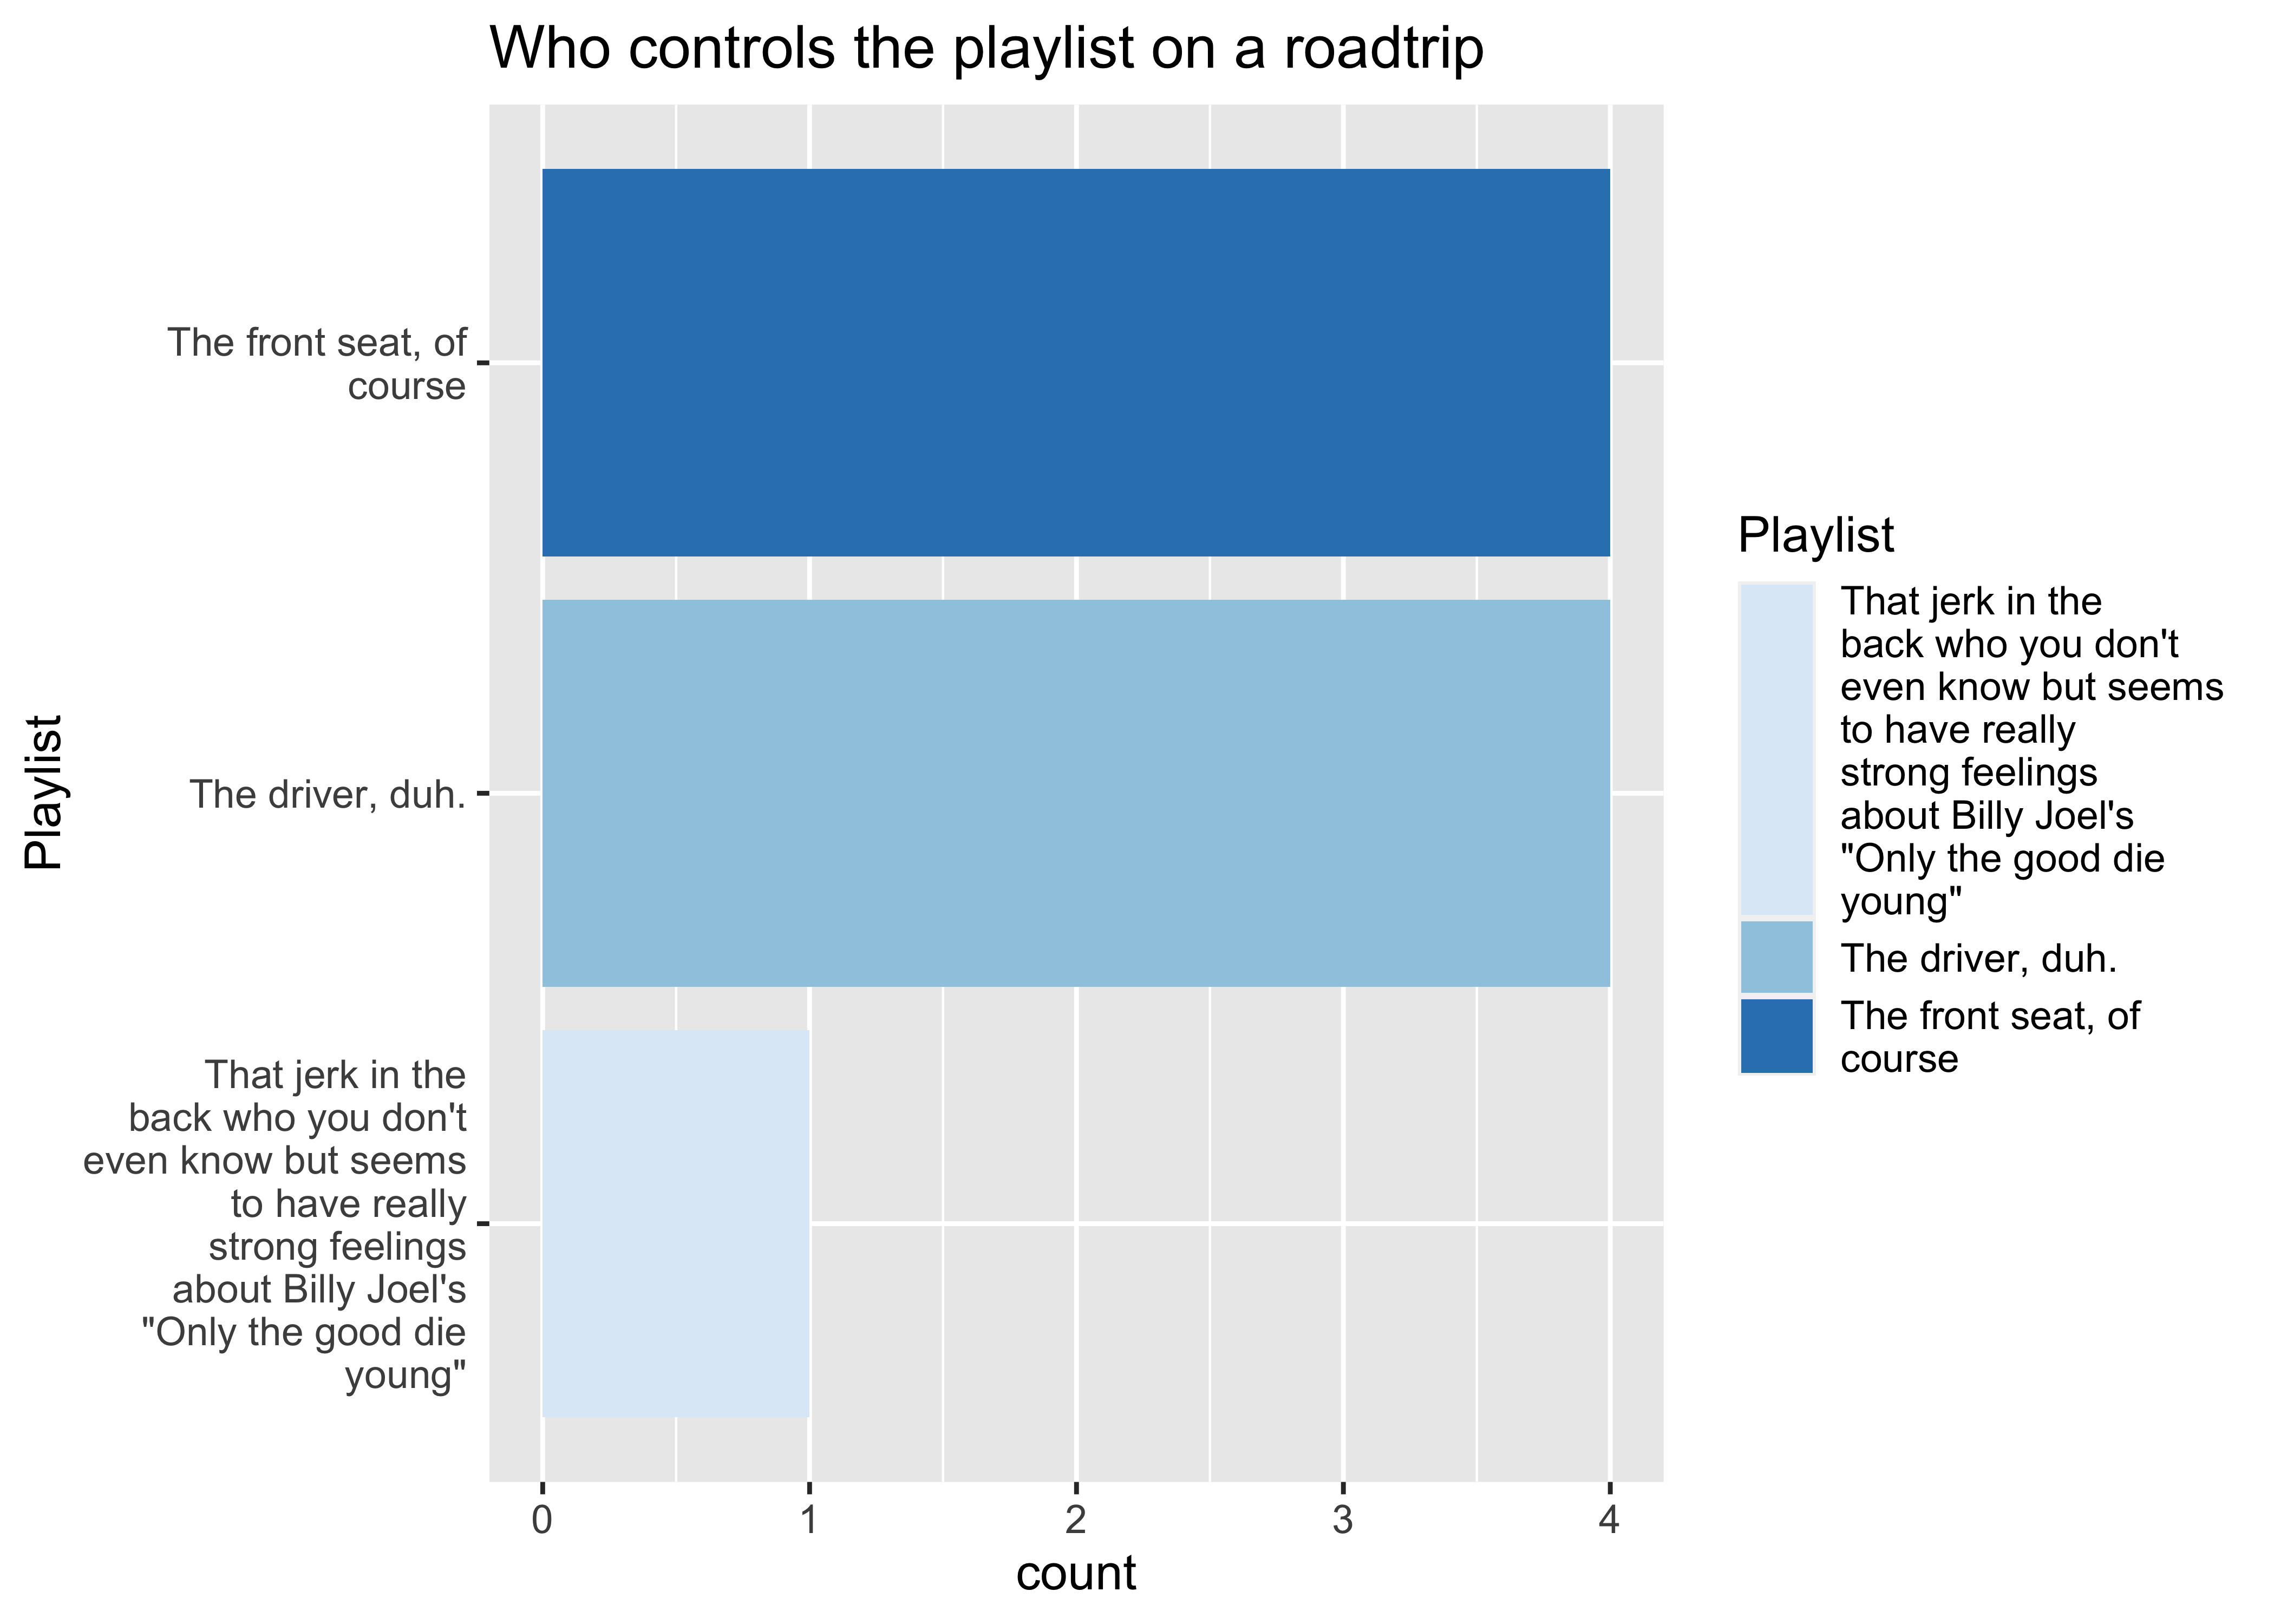 Who controls the playlist on a roadtrip
Playlist
The front seat, of
course
The driver, duh.
That jerk in the
back who you don't
even know but seems
to have really
strong feelings
about Billy Joel's
"Only the good die
young"
0 1 2 3 4
count
Playlist
That jerk in the
back who you don't
even know but seems
to have really
strong feelings
about Billy Joel's
"Only the good die
young"
The driver, duh.
The front seat, of
course